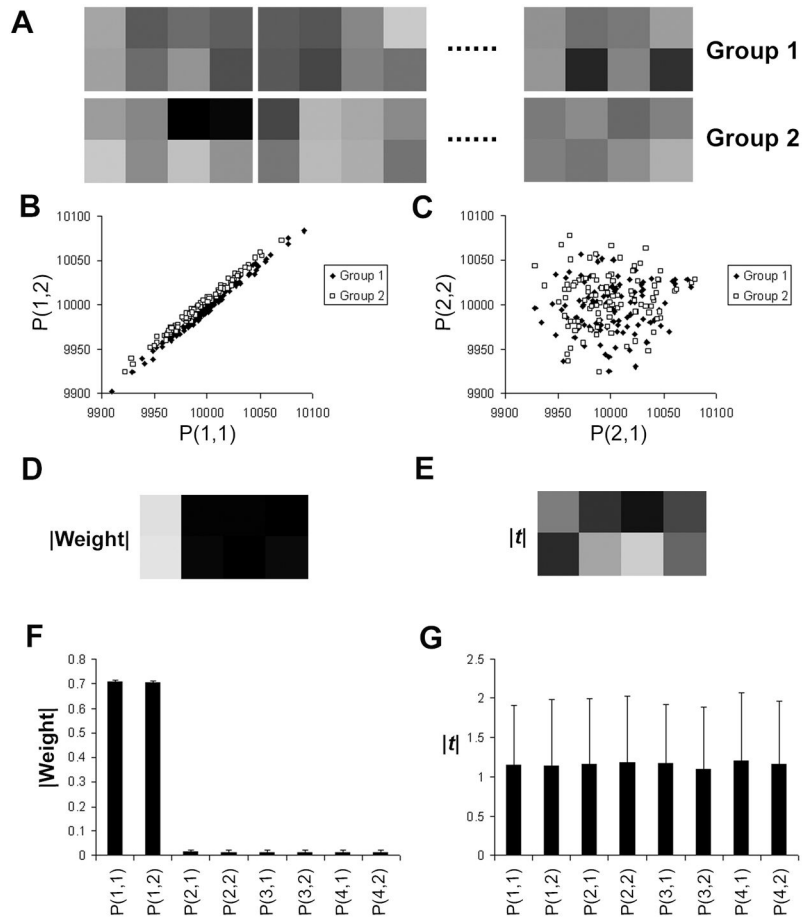 A
......
Group 1
......
Group 2
B
10100
10050
10000
9950
9900
P(1,2)
9900 9950 10000 10050 10100
P(1,1)
Group 1
Group 2
C
10100
10050
10000
9950
9900
P(2,2)
9900 9950 10000 10050 10100
P(2,1)
Group 1
Group 2
D
|Weight|
E
|t|
F
0.8
0.7
0.6
0.5
0.4
0.3
0.2
0.1
0
|Weight|
P(1,1) P(1,2) P(2,1) P(2,2) P(3,1) P(3,2) P(4,1) P(4,2)
G
2.5
2
1.5
1
0.5
0
|t|
P(1,1) P(1,2) P(2,1) P(2,2) P(3,1) P(3,2) P(4,1) P(4,2)